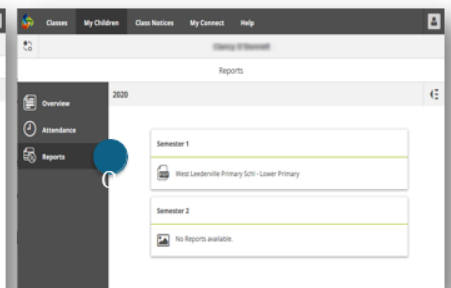 Classes My Children Class Notices My Connect Help
Reports
2020
Overview
Attendance
Reports
Semester 1
West Leederville Primary Schl - Lower Primary
Semester 2
No Reports available.